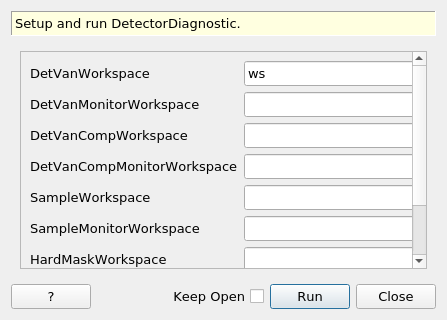 Setup and run DetectorDiagnostic.
DetVanWorkspace ws
DetVanMonitorWorkspace
DetVanCompWorkspace
DetVanCompMonitorWorkspace
SampleWorkspace
SampleMonitorWorkspace
HardMaskWorkspace
? Keep Open Run Close